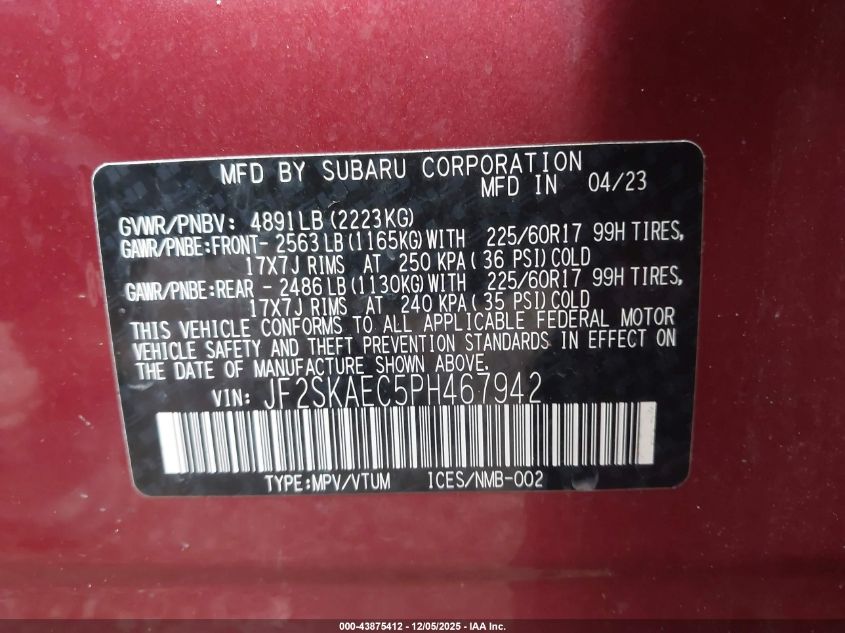 MFD BY SUBARU CORPORATION
MFD IN 04/23
GVWR/PNBV: 4891LB(2223KG)
GAWR/PNBE:FRONT- 2563LB(1165KG)WITH 225/60R17 99H TIRES,
17X7J RIMS AT 250 KPA(36 PSI)COLD
GAWR/PNBE:REAR - 2486LB(1130KG)WITH 225/60R17 99H TIRES,
17X7J RIMS AT 240 KPA(35 PSI)COLD
THIS VEHICLE CONFORMS TO ALL APPLICABLE FEDERAL MOTOR
VEHICLE SAFETY AND THEFT PREVENTION STANDARDS IN EFFECT ON
THE DATE OF MANUFACTURE SHOWN ABOVE.
VIN: JF2SKAEC5PH467942
TYPE:MPV/VTUM ICES/NMB-002
000-43875412 - 12/05/2025 - IAA Inc.